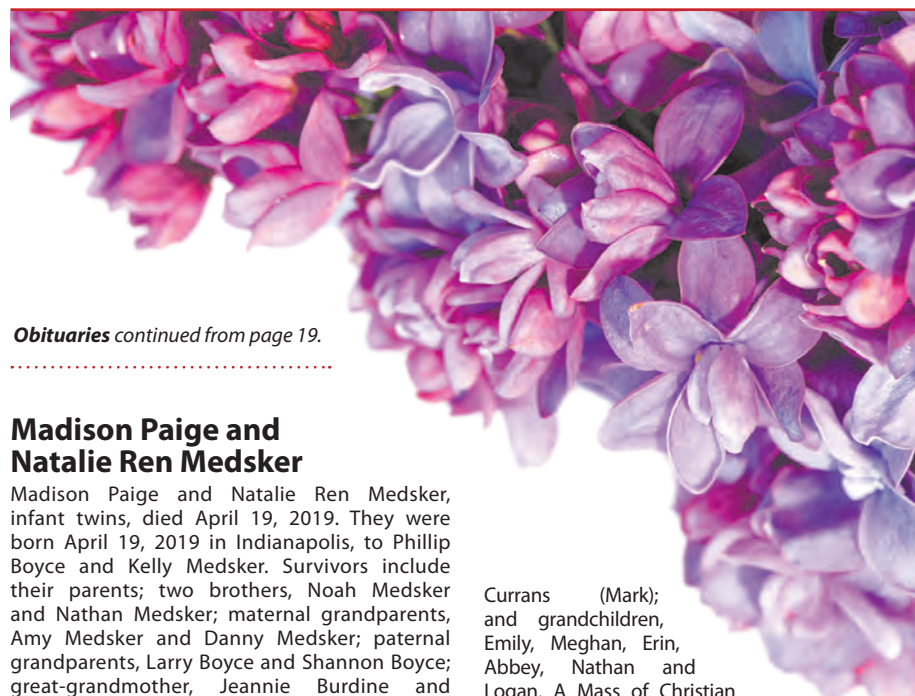 Obituaries continued from page 19.
Madison Paige and
Natalie Ren Medsker
Madison Paige and Natalie Ren Medsker,
infant twins, died April 19, 2019. They were
born April 19, 2019 in Indianapolis, to Phillip
Boyce and Kelly Medsker. Survivors include
their parents; two brothers, Noah Medsker
and Nathan Medsker; maternal grandparents,
Amy Medsker and Danny Medsker; paternal
grandparents, Larry Boyce and Shannon Boyce;
great-grandmother, Jeannie Burdine and
Currans (Mark);
and grandchildren,
Emily, Meghan, Erin,
Abbey, Nathan and
Logan. A Mass of Christian